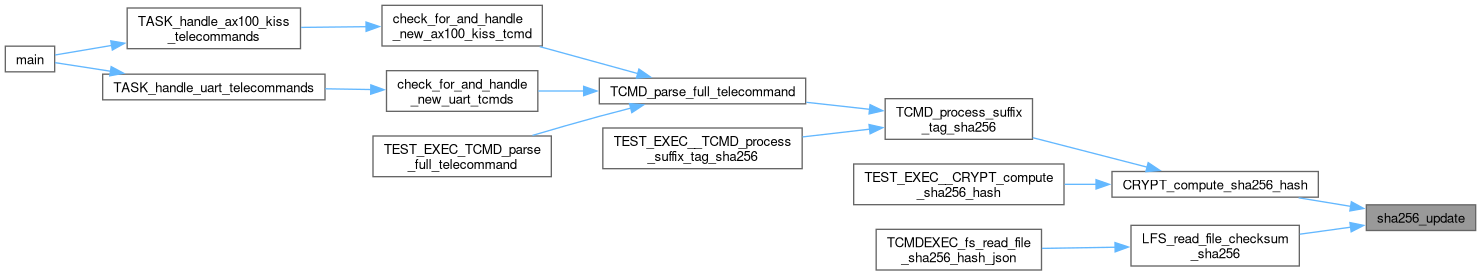 TASK_handle_ax100_kiss
_telecommands
check_for_and_handle
_new_ax100_kiss_tcmd
main
TASK_handle_uart_telecommands
check_for_and_handle
_new_uart_tcmds
TCMD_parse_full_telecommand
TCMD_process_suffix
_tag_sha256
TEST_EXEC_TCMD_parse
_full_telecommand
TEST_EXEC__TCMD_process
_suffix_tag_sha256
TEST_EXEC__CRYPT_compute
_sha256_hash
CRYPT_compute_sha256_hash
sha256_update
TCMDEXEC_fs_read_file
_sha256_hash_json
LFS_read_file_checksum
_sha256